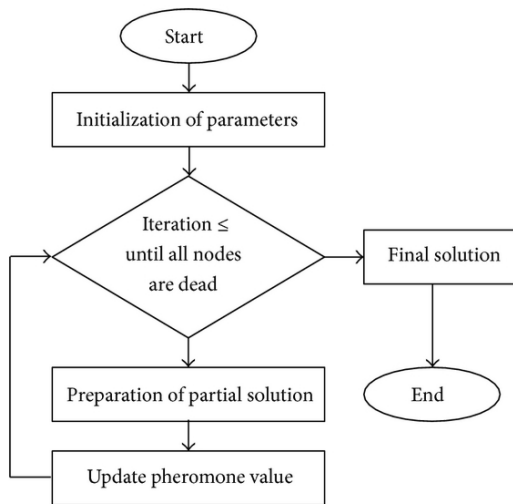 Start
Initialization of parameters
Iteration ≤
until all nodes
are dead
Final solution
Preparation of partial solution
End
Update pheromone value